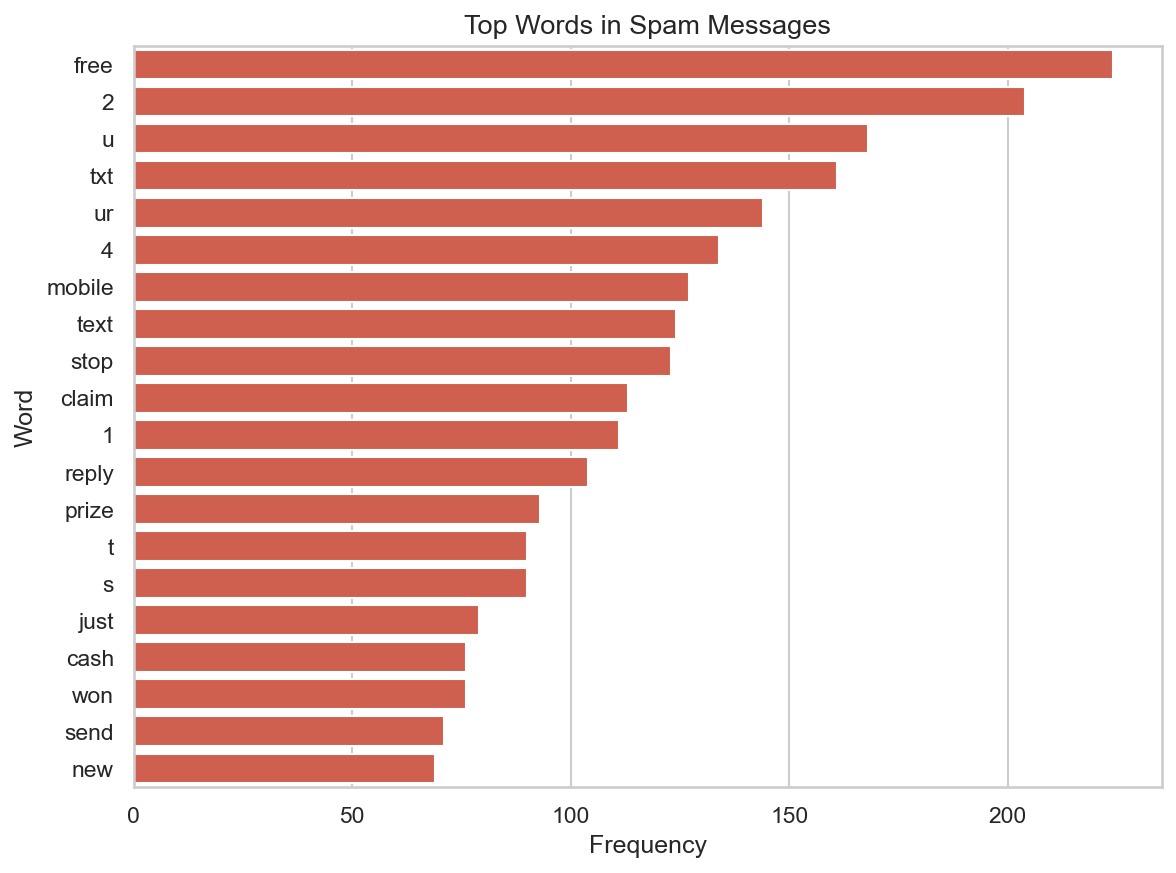 Top Words in Spam Messages
free
2
u
txt
ur
4
mobile
text
stop
claim
1
reply
prize
t
s
just
cash
won
send
new
Word
0 50 100 150 200
Frequency